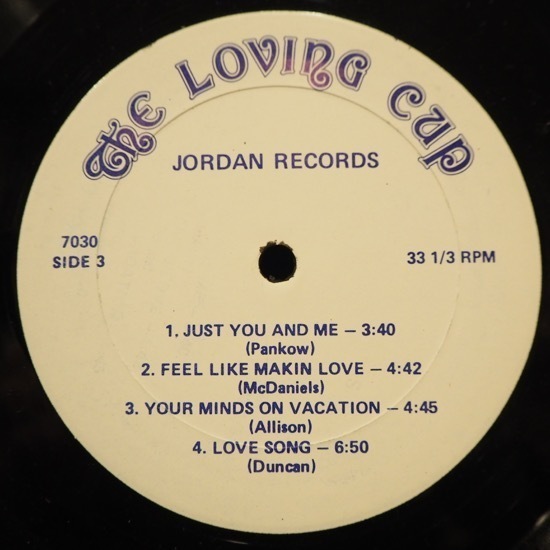 THE LOVING CUP
JORDAN RECORDS
7030
SIDE 3
33 1/3 RPM
1. JUST YOU AND ME – 3:40
(Pankow)
2. FEEL LIKE MAKIN LOVE – 4:42
(McDaniels)
3. YOUR MINDS ON VACATION – 4:45
(Allison)
4. LOVE SONG – 6:50
(Duncan)